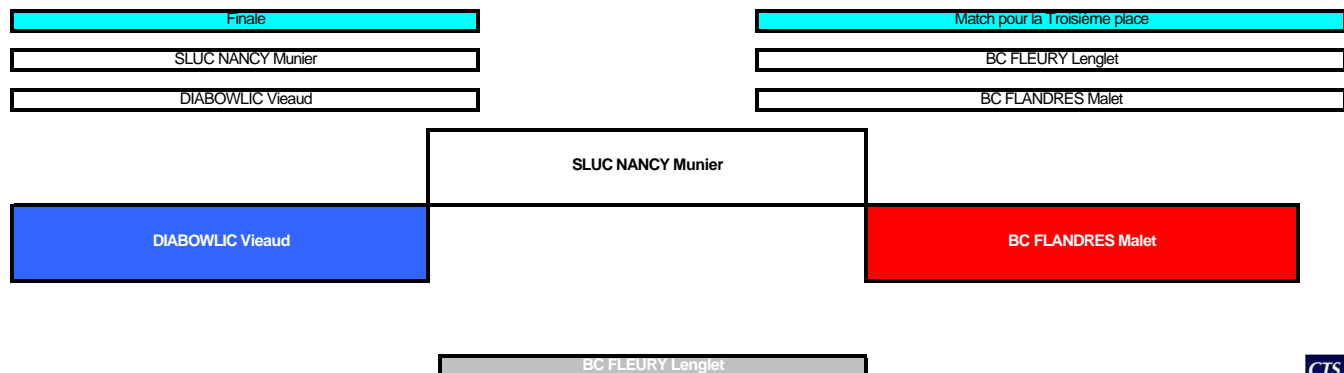 Finale
Match pour la Troisième place
SLUC NANCY Munier
BC FLEURY Lenglet
DIABOWLIC Vieaud
BC FLANDRES Malet
SLUC NANCY Munier
DIABOWLIC Vieaud
BC FLANDRES Malet
BC FLEURY Lenglet
CTS